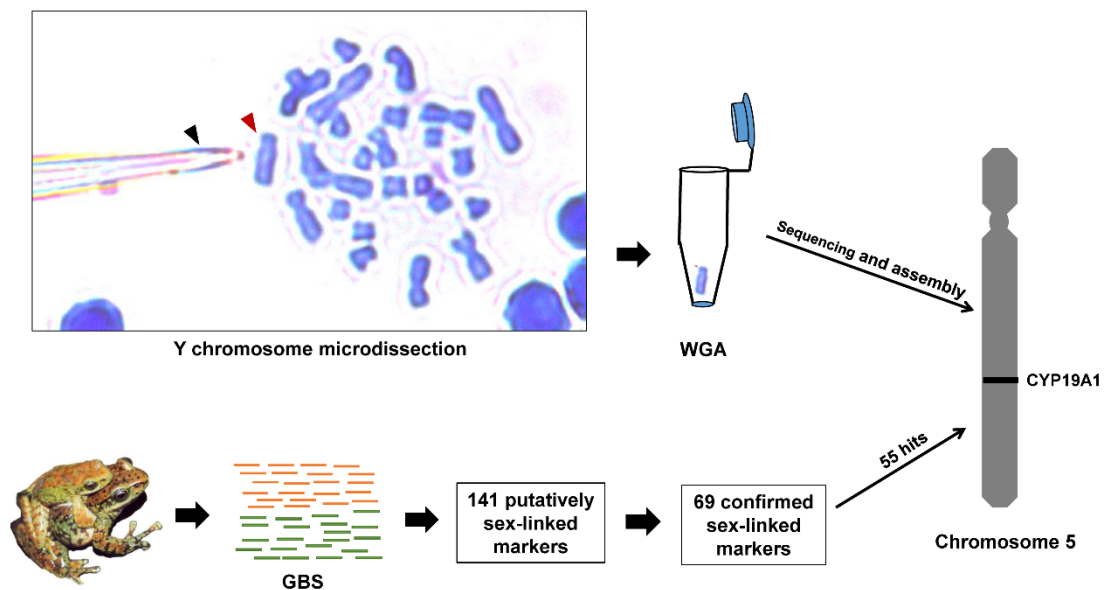 Y chromosome microdissection
WGA
Sequencing and assembly
CYP19A1
GBS
141 putatively
sex-linked
markers
69 confirmed
sex-linked
markers
55 hits
Chromosome 5